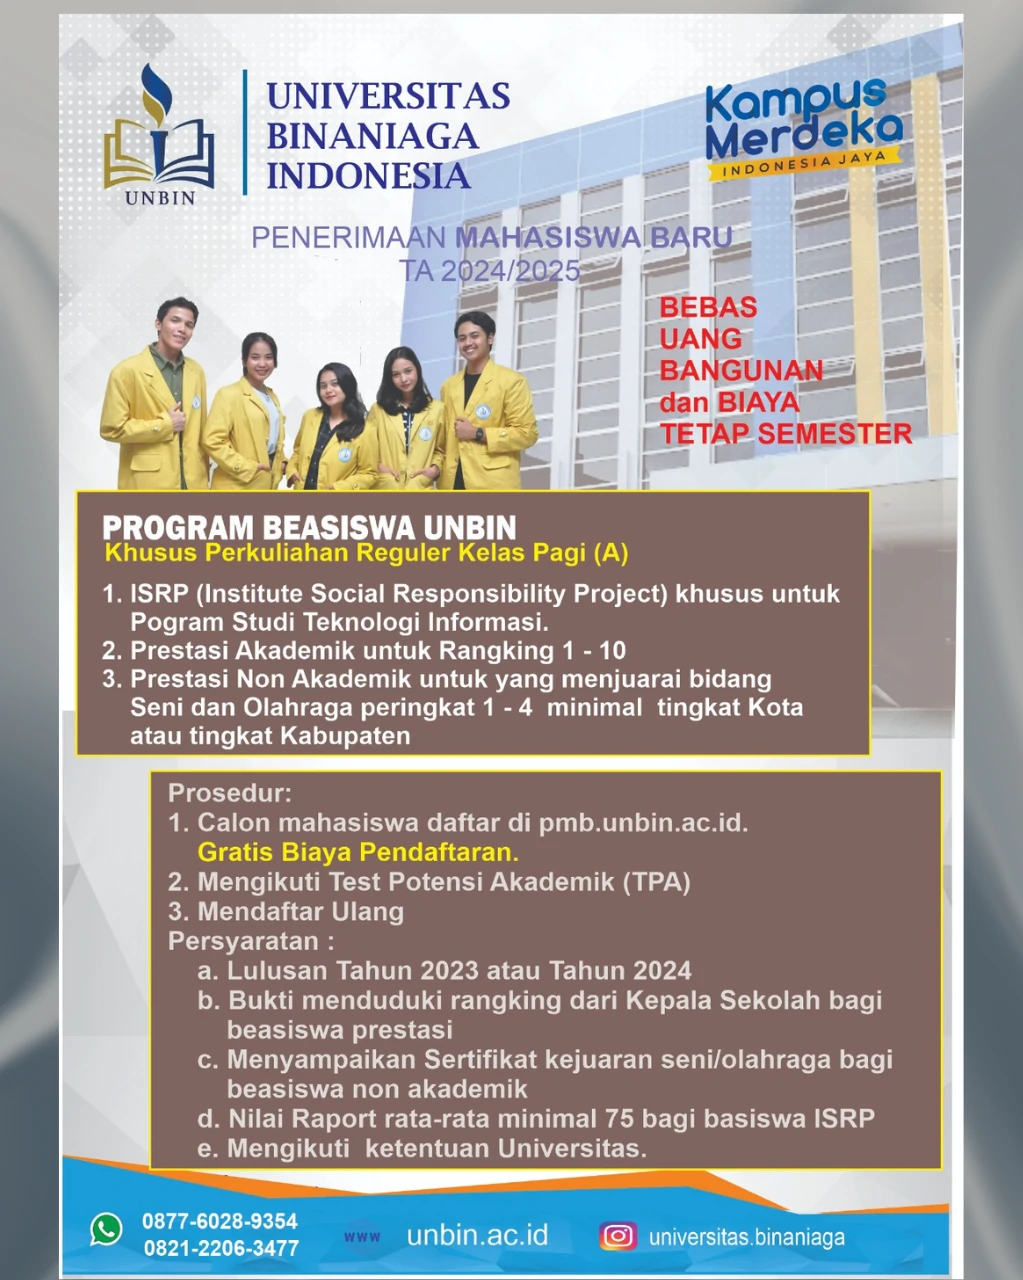 UNIVERSITAS
BINANIAGA
INDONESIA
UNBIN
Kampus
Merdeka
INDONESIA JAYA
PENERIMAAN MAHASISWA BARU
TA 2024/2025
BEBAS
UANG
BANGUNAN
dan BIAYA
TETAP SEMESTER
PROGRAM BEASISWA UNBIN
Khusus Perkuliahan Reguler Kelas Pagi (A)
1. ISRP (Institute Social Responsibility Project) khusus untuk
Pogram Studi Teknologi Informasi.
2. Prestasi Akademik untuk Rangking 1 - 10
3. Prestasi Non Akademik untuk yang menjuarai bidang
Seni dan Olahraga peringkat 1 - 4 minimal tingkat Kota
atau tingkat Kabupaten
Prosedur:
1. Calon mahasiswa daftar di pmb.unbin.ac.id.
Gratis Biaya Pendaftaran.
2. Mengikuti Test Potensi Akademik (TPA)
3. Mendaftar Ulang
Persyaratan :
a. Lulusan Tahun 2023 atau Tahun 2024
b. Bukti menduduki rangking dari Kepala Sekolah bagi
beasiswa prestasi
c. Menyampaikan Sertifikat kejuaran seni/olahraga bagi
beasiswa non akademik
d. Nilai Raport rata-rata minimal 75 bagi basiswa ISRP
e. Mengikuti ketentuan Universitas.
0877-6028-9354
0821-2206-3477
www unbin.ac.id
universitas.binaniaga